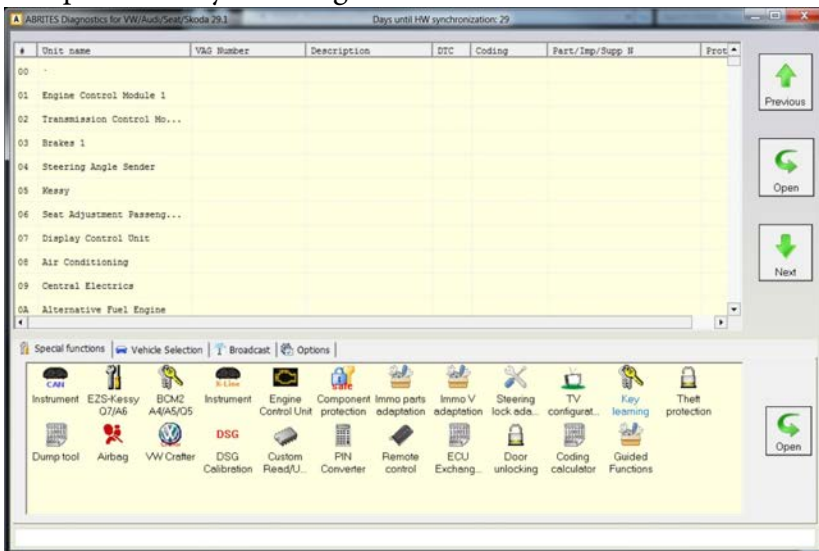 ABRITES Diagnostics for VW/Audi/Seat/Skoda 29.1 Days until HW synchronization: 29
# Unit name VAG Number Description DTC Coding Part/Imp/Supp N Prot
00 -
01 Engine Control Module 1
02 Transmission Control Mo...
03 Brakes 1
04 Steering Angle Sender
05 Kessy
06 Seat Adjustment Passeng...
07 Display Control Unit
08 Air Conditioning
09 Central Electrics
0A Alternative Fuel Engine
Previous
Open
Next
Special functions Vehicle Selection Broadcast Options
CAN K-Line safe
Instrument EZS-Kessy BCM2 Instrument Engine Component Immo parts Immo V Steering TV Key Theft
Q7/A6 A4/A5/Q5 Control Unit protection adaptation adaptation lock ada... configurat... learning protection
DSG
Dump tool Airbag VW Crafter DSG Custom PIN Remote ECU Door Coding Guided
Calibration Read/U... Converter control Exchang... unlocking calculator Functions
Open